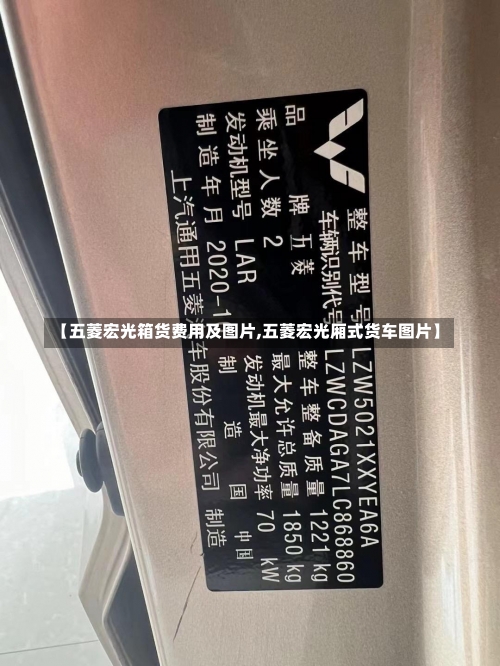 整车型号 LZW5021XXYEA6A
车辆识别代号 LZWCDAGA7LC868860
品牌 五菱 整车整备质量 1221 kg
乘坐人数 2 最大允许总质量 1850 kg
发动机型号 LAR 发动机最大净功率 70 kW
制造年月 2020-1 制造国 中国
上汽通用五菱汽车股份有限公司 制造
【五菱宏光箱货费用及图片,五菱宏光厢式货车图片】